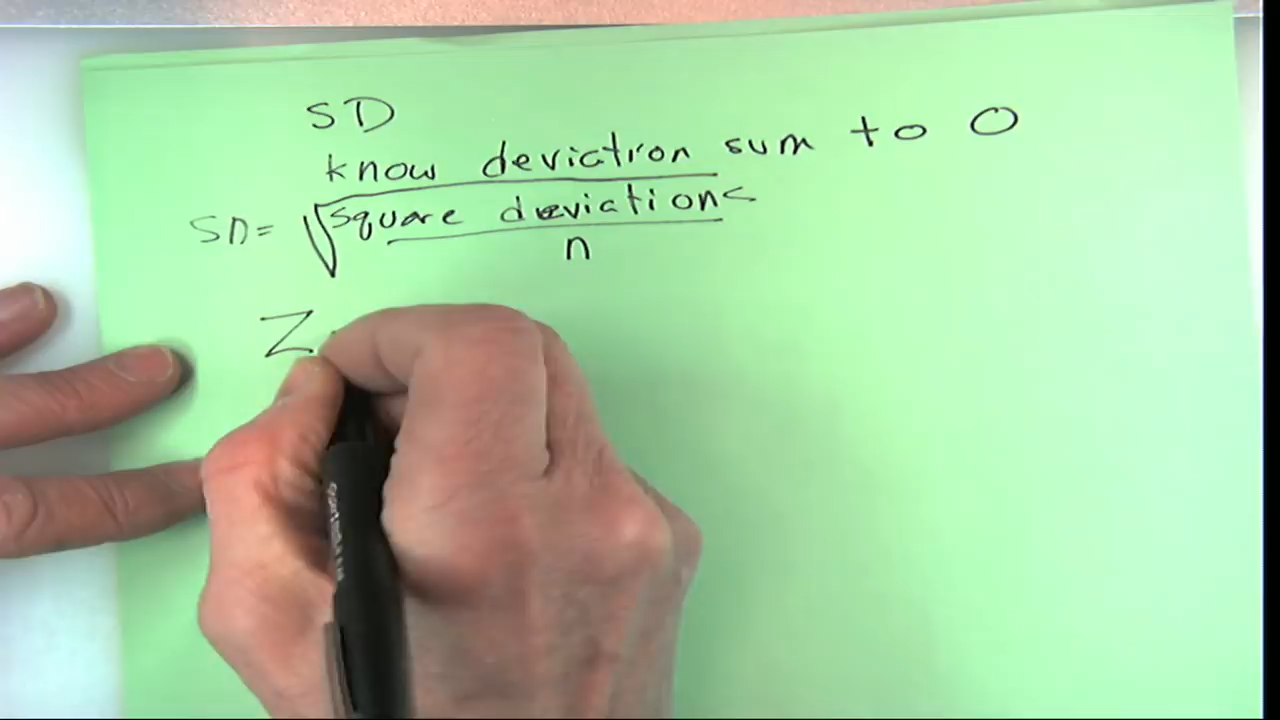 SD
know deviation sum to 0
SD= √square deviations
n
Z